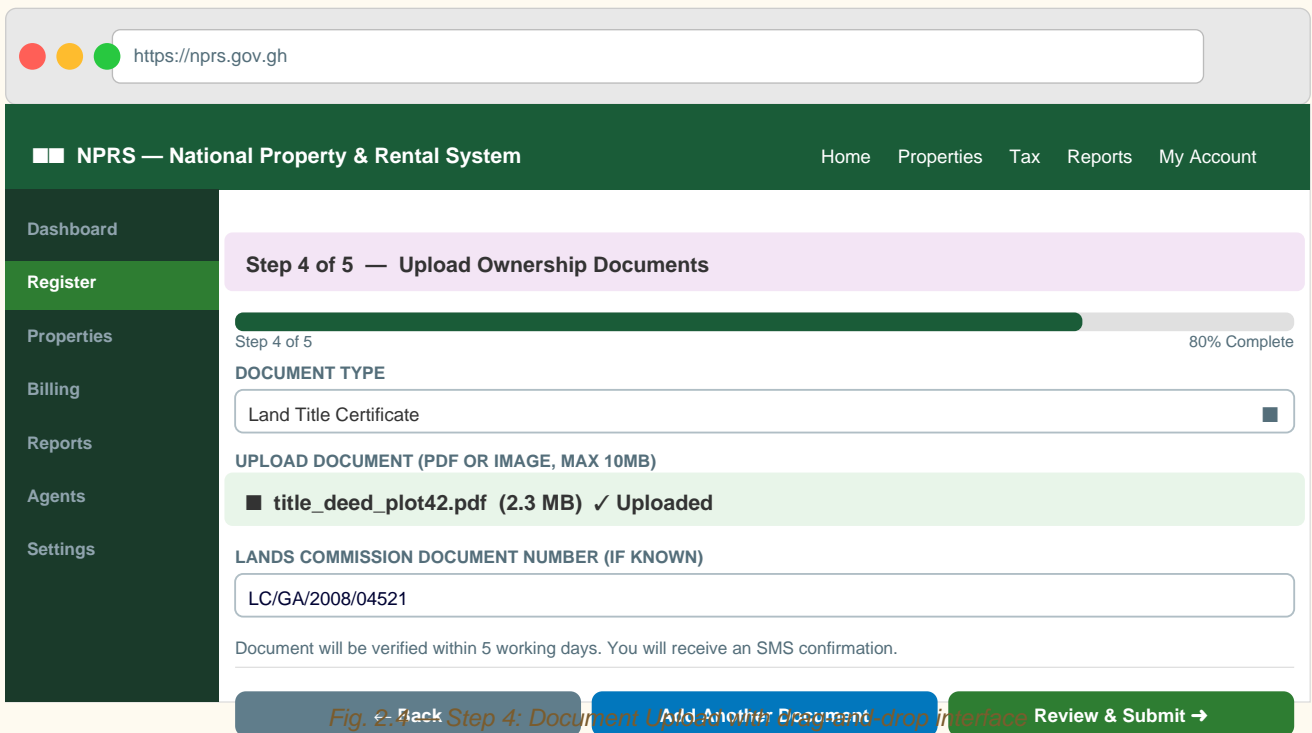 https://nprs.gov.gh
NPRS — National Property & Rental System
Home Properties Tax Reports My Account
Dashboard
Register
Properties
Billing
Reports
Agents
Settings
Step 4 of 5 — Upload Ownership Documents
Step 4 of 5 80% Complete
DOCUMENT TYPE
Land Title Certificate
UPLOAD DOCUMENT (PDF OR IMAGE, MAX 10MB)
title_deed_plot42.pdf (2.3 MB) ✓ Uploaded
LANDS COMMISSION DOCUMENT NUMBER (IF KNOWN)
LC/GA/2008/04521
Document will be verified within 5 working days. You will receive an SMS confirmation.
← Back Add Another Document Review & Submit ➜
Fig. 2.4 — Step 4: Document Upload with drag-and-drop interface